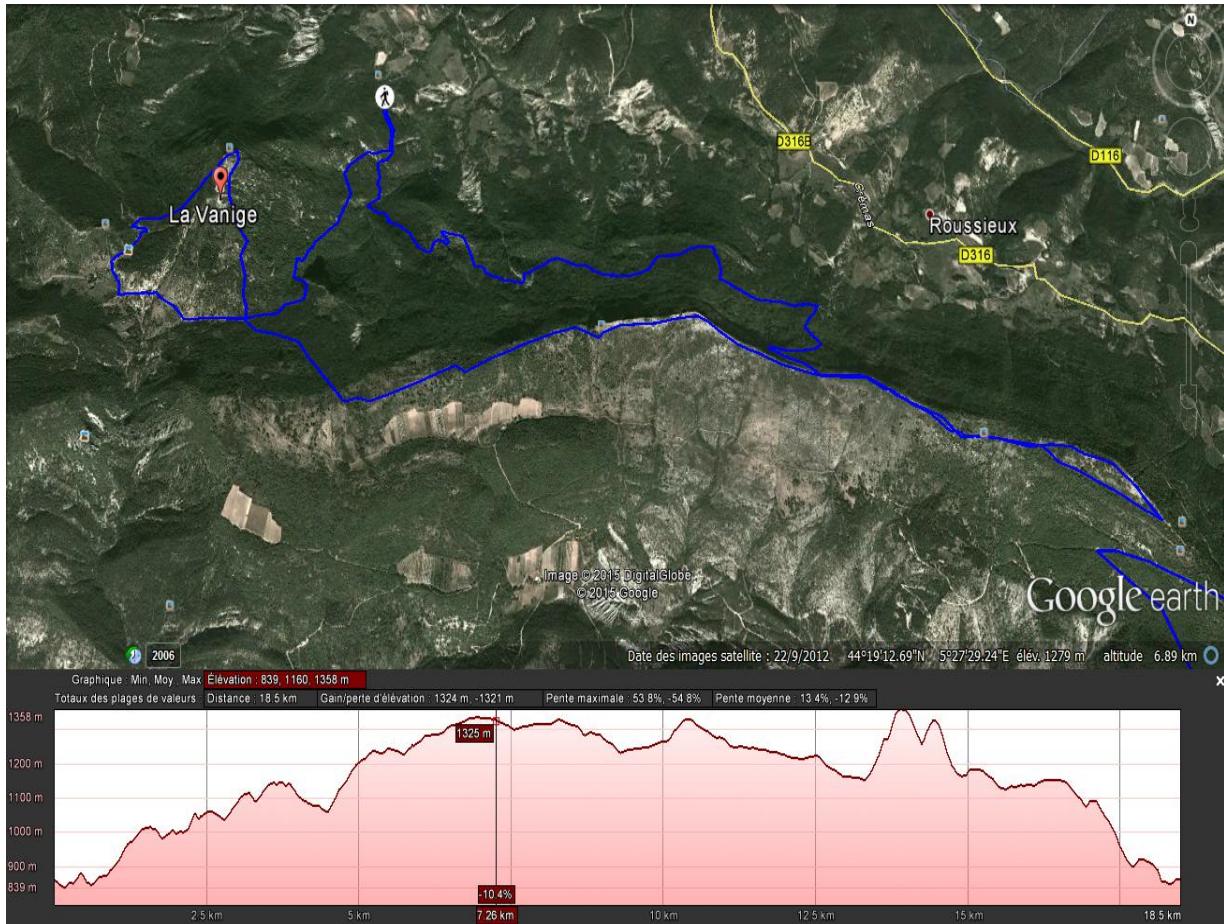 N
D316B
D116
La Vanige
Crémas
Roussieux
D316
Image © 2015 DigitalGlobe
© 2015 Google
Google earth
2006
Date des images satellite : 22/9/2012 44°19'12.69"N 5°27'29.24"E élév. 1279 m altitude 6.89 km
Graphique : Min, Moy., Max Élévation : 839, 1160, 1358 m
Totaux des plages de valeurs : Distance : 18.5 km Gain/perte d'élévation : 1324 m, -1321 m Pente maximale : 53.8%, -54.8% Pente moyenne : 13.4%, -12.9%
1358 m
1325 m
1200 m
1100 m
1000 m
900 m
839 m
-10.4%
2.5 km 5 km 7.26 km 10 km 12.5 km 15 km 18.5 km